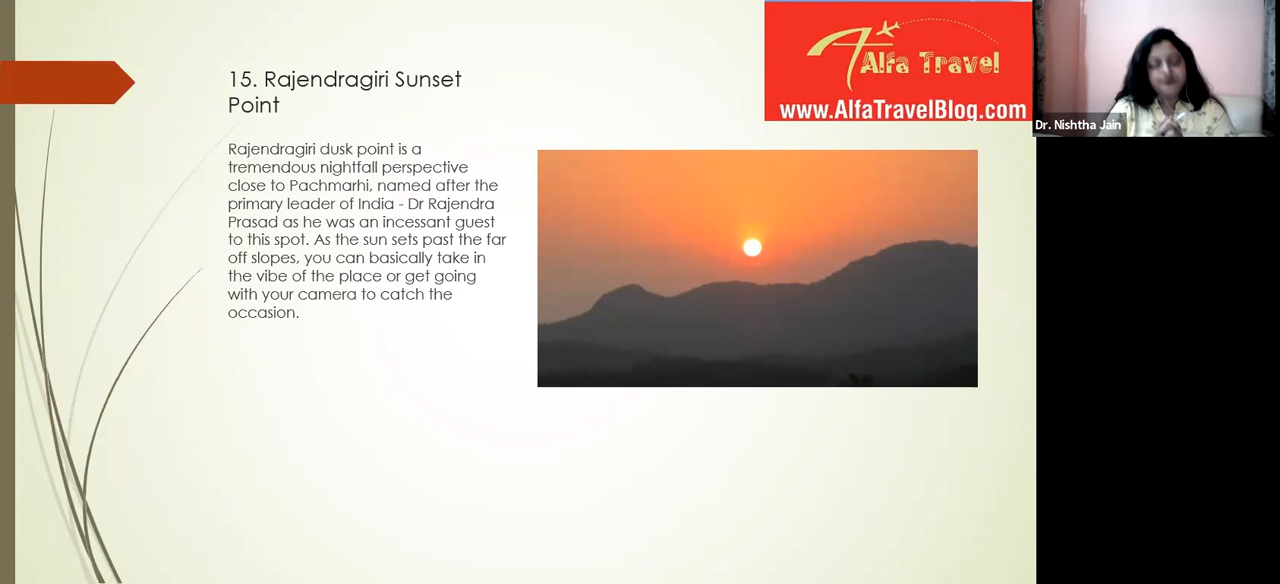 15. Rajendragiri Sunset
Point
Rajendragiri dusk point is a
tremendous nightfall perspective
close to Pachmarhi, named after the
primary leader of India - Dr Rajendra
Prasad as he was an incessant guest
to this spot. As the sun sets past the far
off slopes, you can basically take in
the vibe of the place or get going
with your camera to catch the
occasion.
Alfa Travel
www.AlfaTravelBlog.com
Dr. Nishtha Jain